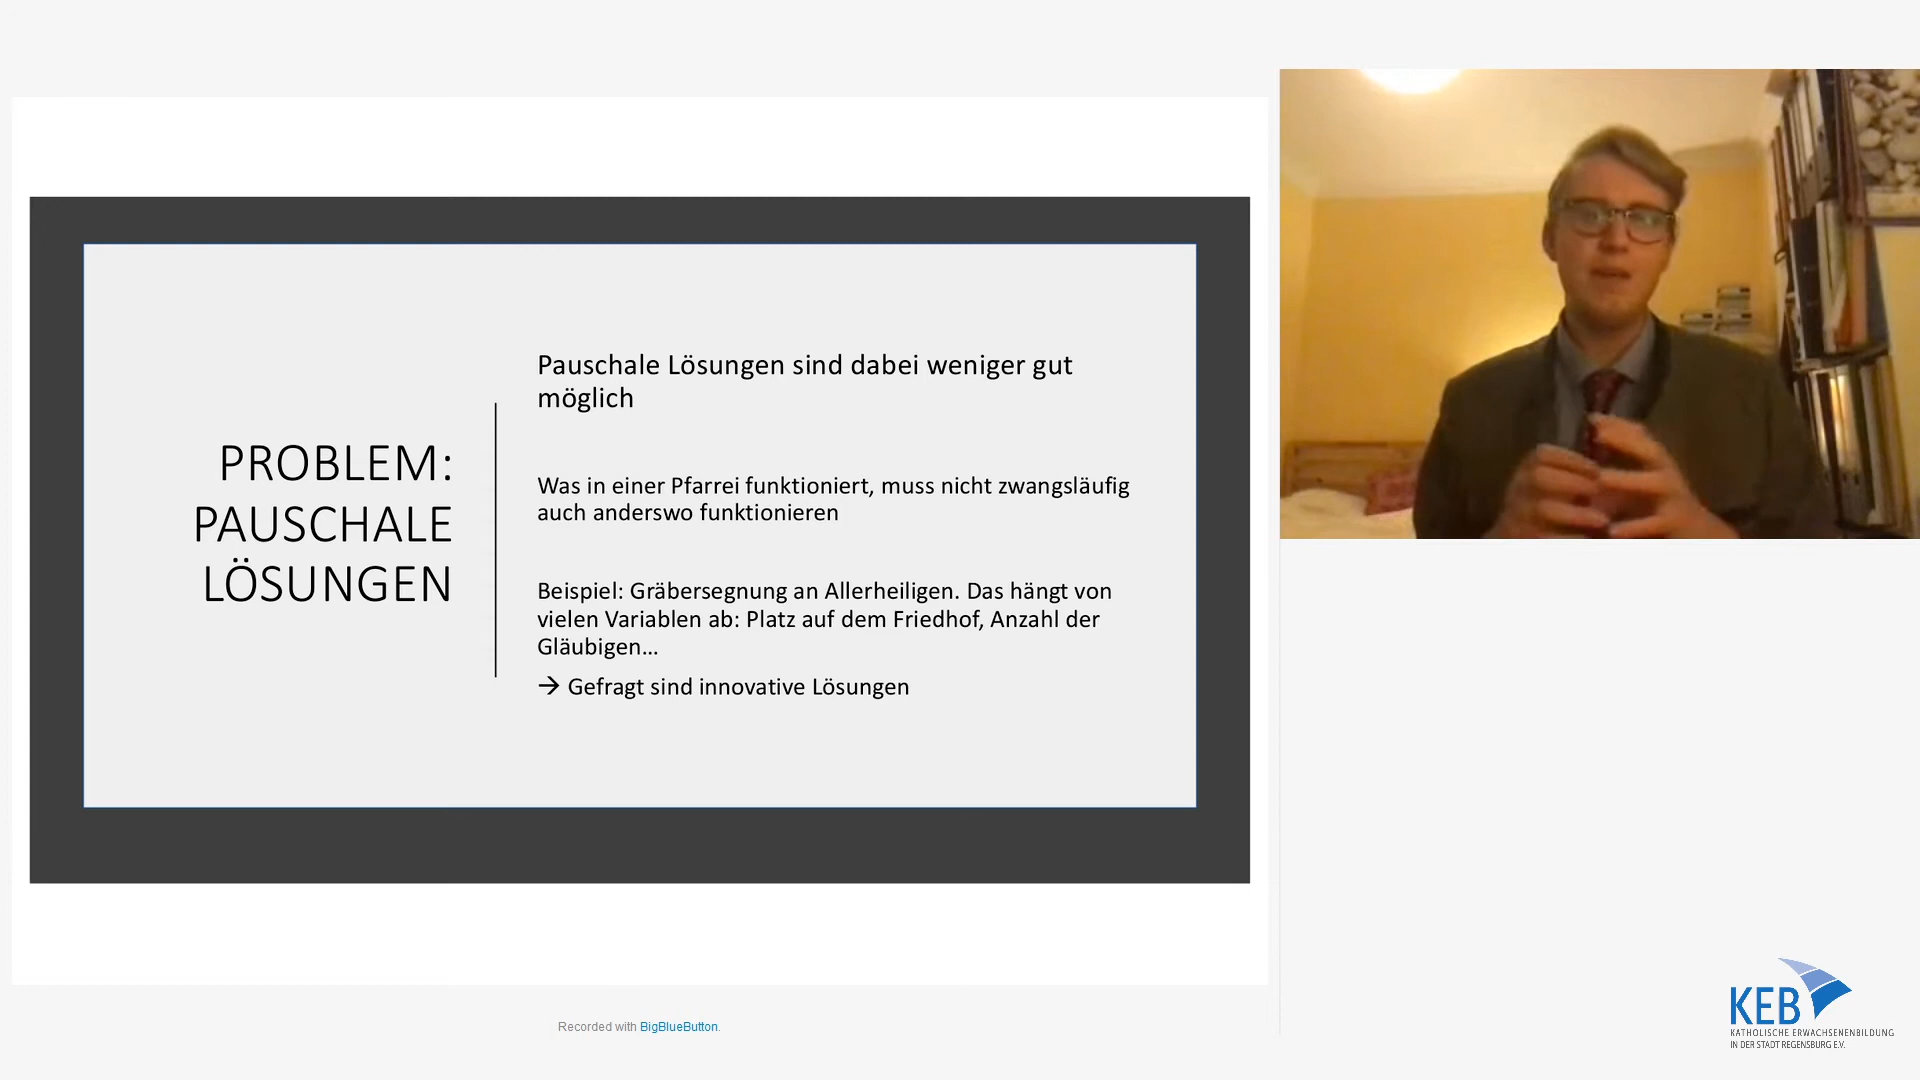 PROBLEM:
PAUSCHALE
LÖSUNGEN
Pauschale Lösungen sind dabei weniger gut
möglich
Was in einer Pfarrei funktioniert, muss nicht zwangsläufig
auch anderswo funktionieren
Beispiel: Gräbersegnung an Allerheiligen. Das hängt von
vielen Variablen ab: Platz auf dem Friedhof, Anzahl der
Gläubigen…
→ Gefragt sind innovative Lösungen
Recorded with BigBlueButton.
KEB
KATHOLISCHE ERWACHSENENBILDUNG
IN DER STADT REGENSBURG E.V.